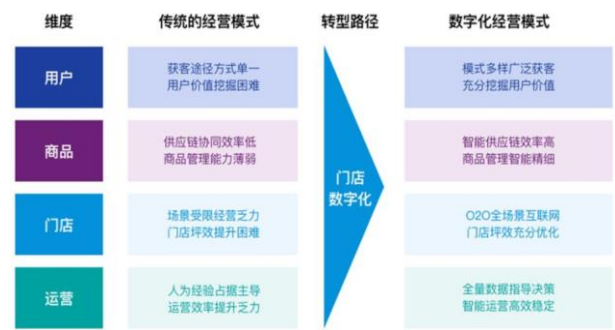 维度 传统的经营模式 转型路径 数字化经营模式
用户
获客途径方式单一
用户价值挖掘困难
模式多样广泛获客
充分挖掘用户价值
商品
供应链协同效率低
商品管理能力薄弱
智能供应链效率高
商品管理智能精细
门店
数字化
门店
场景受限经营乏力
门店坪效提升困难
O2O全场景互联网
门店坪效充分优化
运营
人为经验占据主导
运营效率提升乏力
全量数据指导决策
智能运营高效稳定